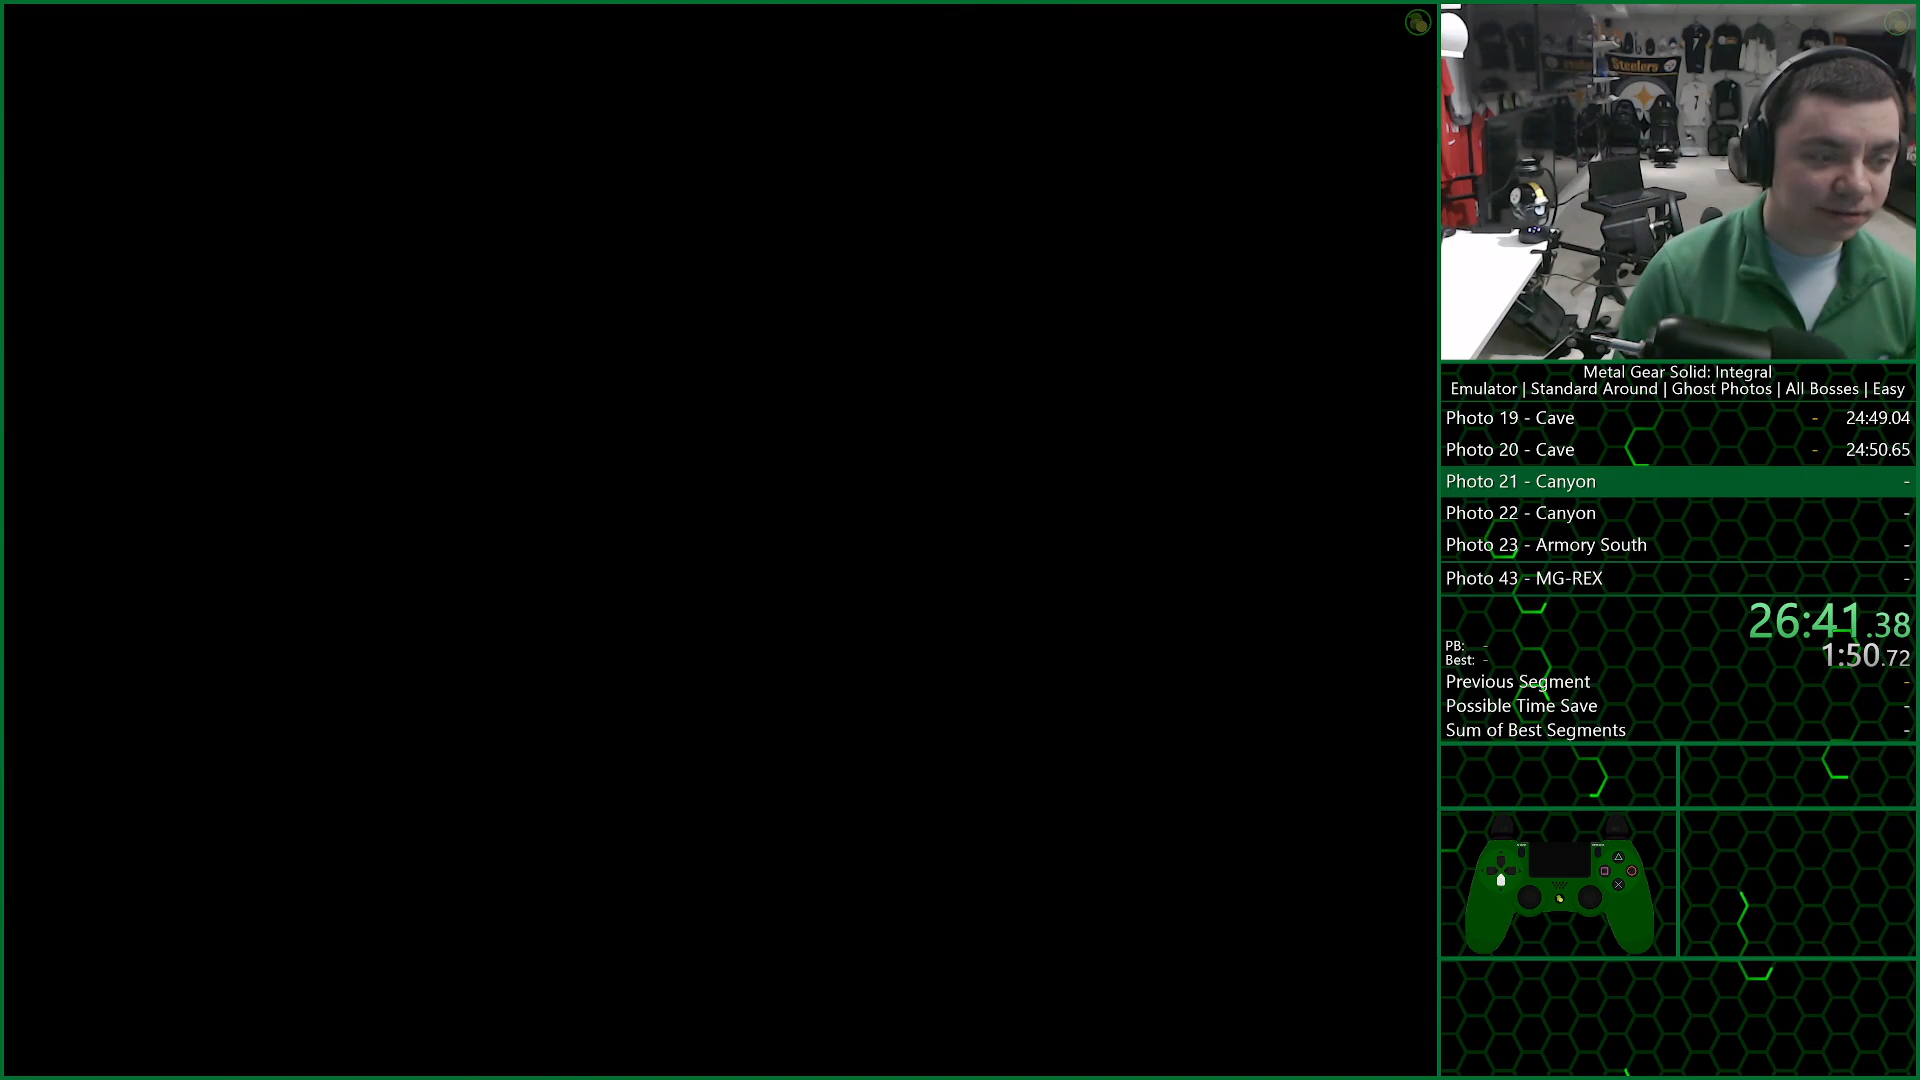 Steelers
Metal Gear Solid: Integral
Emulator | Standard Around | Ghost Photos | All Bosses | Easy
Photo 19 - Cave - 24:49.04
Photo 20 - Cave - 24:50.65
Photo 21 - Canyon -
Photo 22 - Canyon -
Photo 23 - Armory South -
Photo 43 - MG-REX -
26:41.38
PB: -
1:50.72
Best: -
Previous Segment -
Possible Time Save -
Sum of Best Segments -